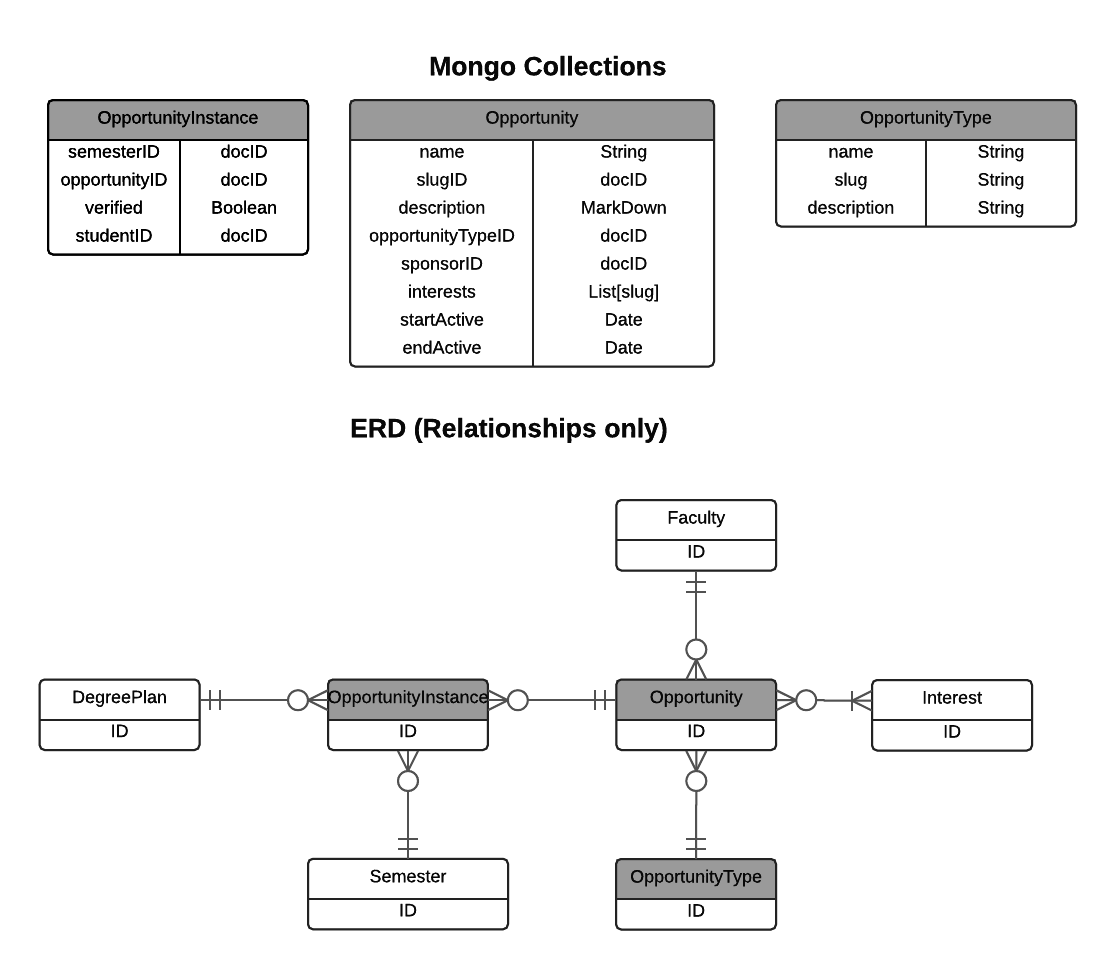 Mongo Collections
OpportunityInstance
semesterID docID
opportunityID docID
verified Boolean
studentID docID
Opportunity
name String
slugID docID
description MarkDown
opportunityTypeID docID
sponsorID docID
interests List[slug]
startActive Date
endActive Date
OpportunityType
name String
slug String
description String
ERD (Relationships only)
Faculty
ID
DegreePlan
ID
OpportunityInstance
ID
Opportunity
ID
Interest
ID
Semester
ID
OpportunityType
ID